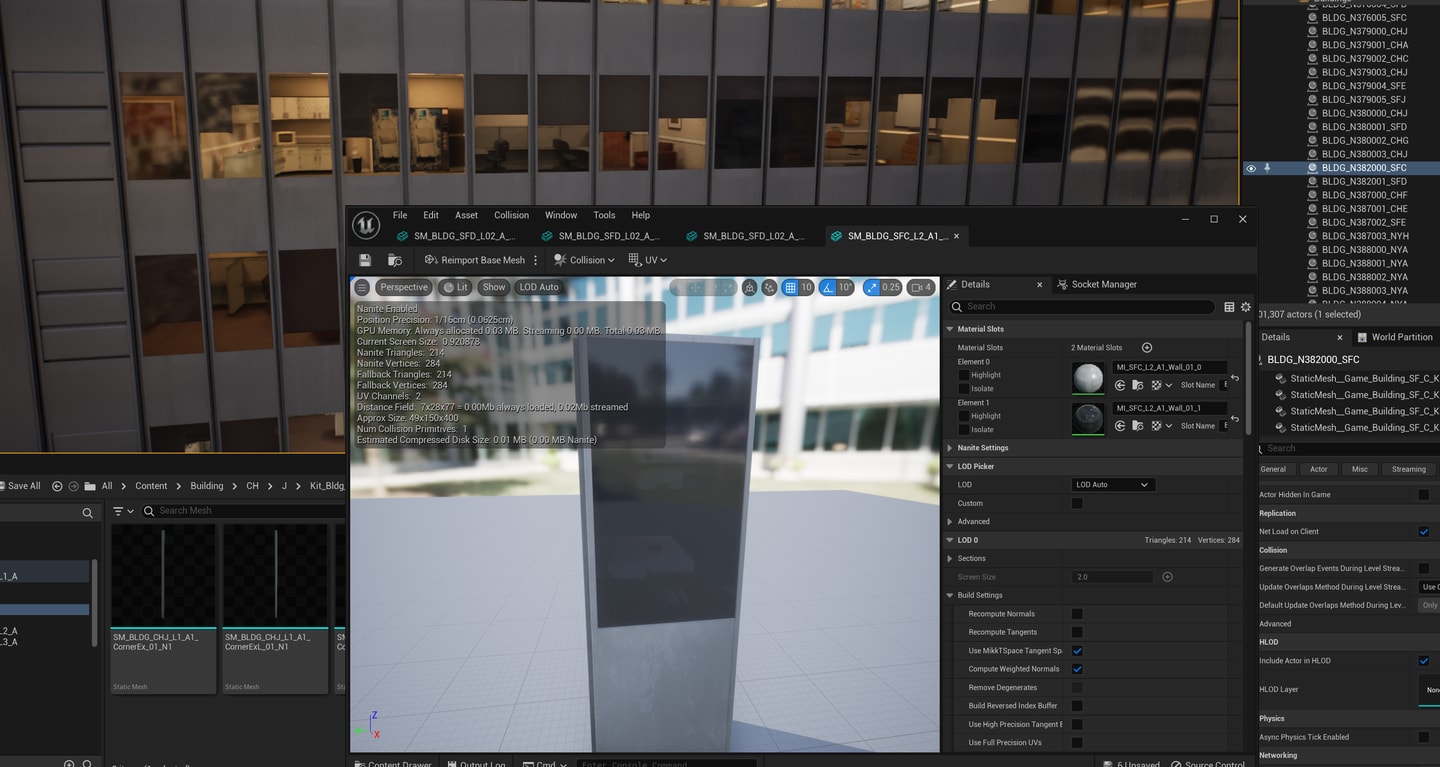 BLDG_N376005_SFC
BLDG_N379000_CHJ
BLDG_N379001_CHA
BLDG_N379002_CHC
BLDG_N379003_CHJ
BLDG_N379004_SFE
BLDG_N379005_SFJ
BLDG_N380000_CHJ
BLDG_N380001_SFD
BLDG_N380002_CHG
BLDG_N380003_CHJ
BLDG_N382000_SFC
BLDG_N382001_SFD
BLDG_N387000_CHF
BLDG_N387001_CHE
BLDG_N387002_SFE
BLDG_N387003_NYH
BLDG_N388000_NYA
BLDG_N388001_NYA
BLDG_N388002_NYA
BLDG_N388003_NYA
01,307 actors (1 selected)
Details
World Partition
BLDG_N382000_SFC
StaticMesh__Game_Building_SF_C_K
StaticMesh__Game_Building_SF_C_K
StaticMesh__Game_Building_SF_C_K
StaticMesh__Game_Building_SF_C_K
Search
General Actor Misc Streaming
Actor Hidden In Game
Replication
Net Load on Client
Collision
Generate Overlap Events During Level Strea...
Update Overlaps Method During Level Strea... Use
Default Update Overlaps Method During Lev... Only
Advanced
HLOD
Include Actor in HLOD
HLOD Layer
Physics
Async Physics Tick Enabled
Networking
File Edit Asset Collision Window Tools Help
SM_BLDG_SFD_L02_A_... SM_BLDG_SFD_L02_A_... SM_BLDG_SFD_L02_A_... SM_BLDG_SFC_L2_A1_...
Reimport Base Mesh Collision UV
Perspective Lit Show LOD Auto 10 10° 0.25 4
Nanite Enabled
Position Precision: 1/16cm (0.0625cm)
GPU Memory: Always allocated 0.03 MB. Streaming 0.00 MB. Total 0.03 MB.
Current Screen Size: 0.920878
Nanite Triangles: 214
Nanite Vertices: 284
Fallback Triangles: 214
Fallback Vertices: 284
UV Channels: 2
Distance Field: 7x28x77 = 0.00Mb always loaded, 0.02Mb streamed
Approx Size: 49x150x400
Num Collision Primitives: 1
Estimated Compressed Disk Size: 0.01 MB (0.00 MB Nanite)
Z
X
Details Socket Manager
Search
Material Slots
Material Slots 2 Material Slots
Element 0
Highlight
Isolate
MI_SFC_L2_A1_Wall_01_0
Slot Name
Element 1
Highlight
Isolate
MI_SFC_L2_A1_Wall_01_1
Slot Name
Nanite Settings
LOD Picker
LOD LOD Auto
Custom
Advanced
LOD 0 Triangles: 214 Vertices: 284
Sections
Screen Size 2.0
Build Settings
Recompute Normals
Recompute Tangents
Use MikkTSpace Tangent Sp
Compute Weighted Normals
Remove Degenerates
Build Reversed Index Buffer
Use High Precision Tangent
Use Full Precision UVs
Save All All Content Building CH J Kit_Bldg_
Search Mesh
L1_A
L2_A
L3_A
SM_BLDG_CHJ_L1_A1_
CornerEx_01_N1
Static Mesh
SM_BLDG_CHJ_L1_A1_
CornerExL_01_N1
Static Mesh
Content Drawer Output Log Cmd Enter Console Command 6 Unsaved Source Control